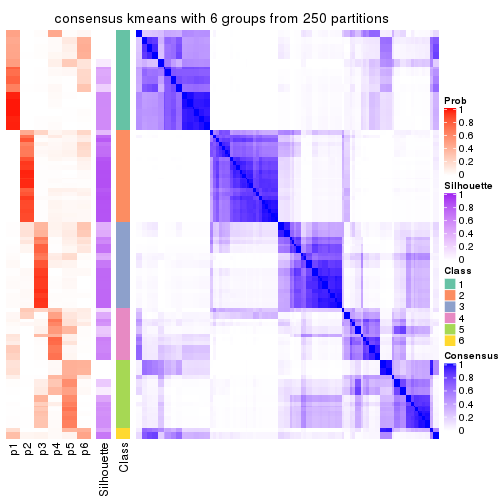 consensus kmeans with 6 groups from 250 partitions
Prob
1
0.8
0.6
0.4
0.2
0
Silhouette
1
0.8
0.6
0.4
0.2
0
Class
1
2
3
4
5
6
Consensus
1
0.8
0.6
0.4
0.2
0
p1
p2
p3
p4
p5
p6
Silhouette
Class